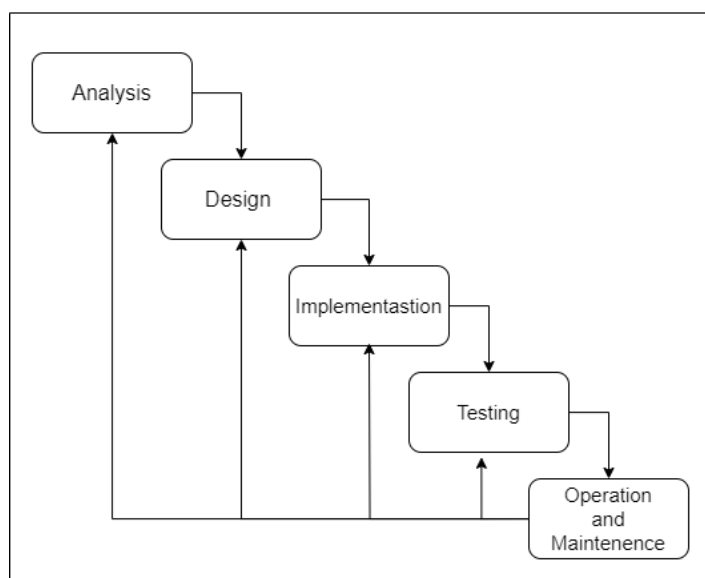 Analysis
Design
Implementastion
Testing
Operation
and
Maintenence